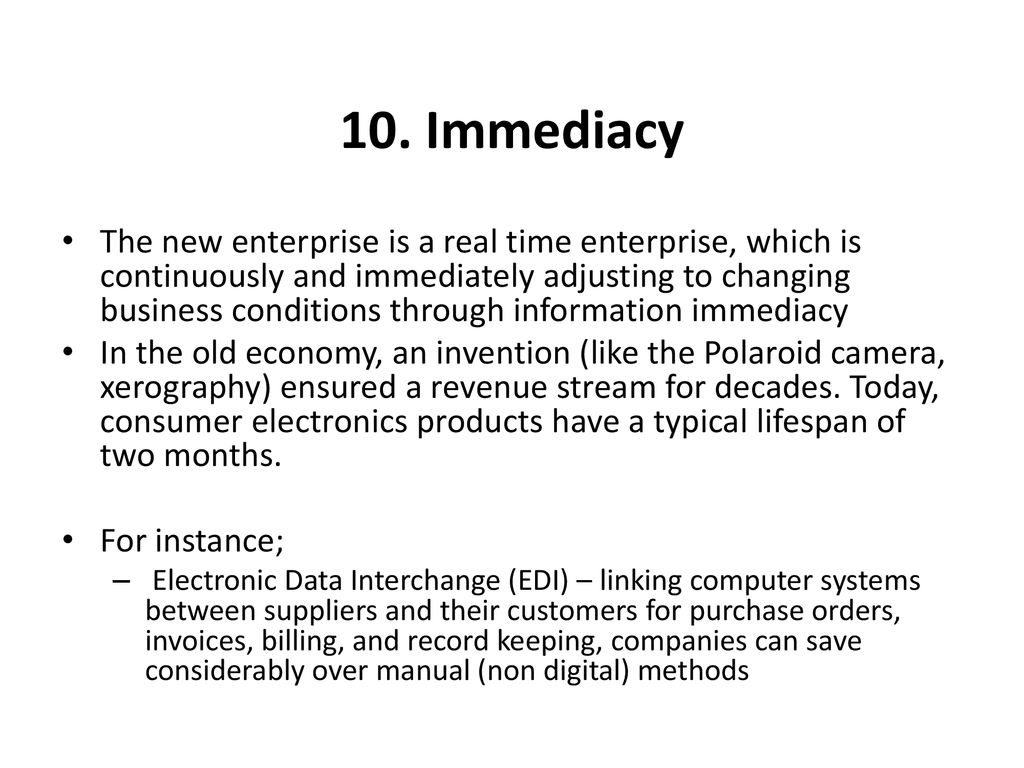 10. Immediacy
• The new enterprise is a real time enterprise, which is
continuously and immediately adjusting to changing
business conditions through information immediacy
• In the old economy, an invention (like the Polaroid camera,
xerography) ensured a revenue stream for decades. Today,
consumer electronics products have a typical lifespan of
two months.
• For instance;
– Electronic Data Interchange (EDI) – linking computer systems
between suppliers and their customers for purchase orders,
invoices, billing, and record keeping, companies can save
considerably over manual (non digital) methods